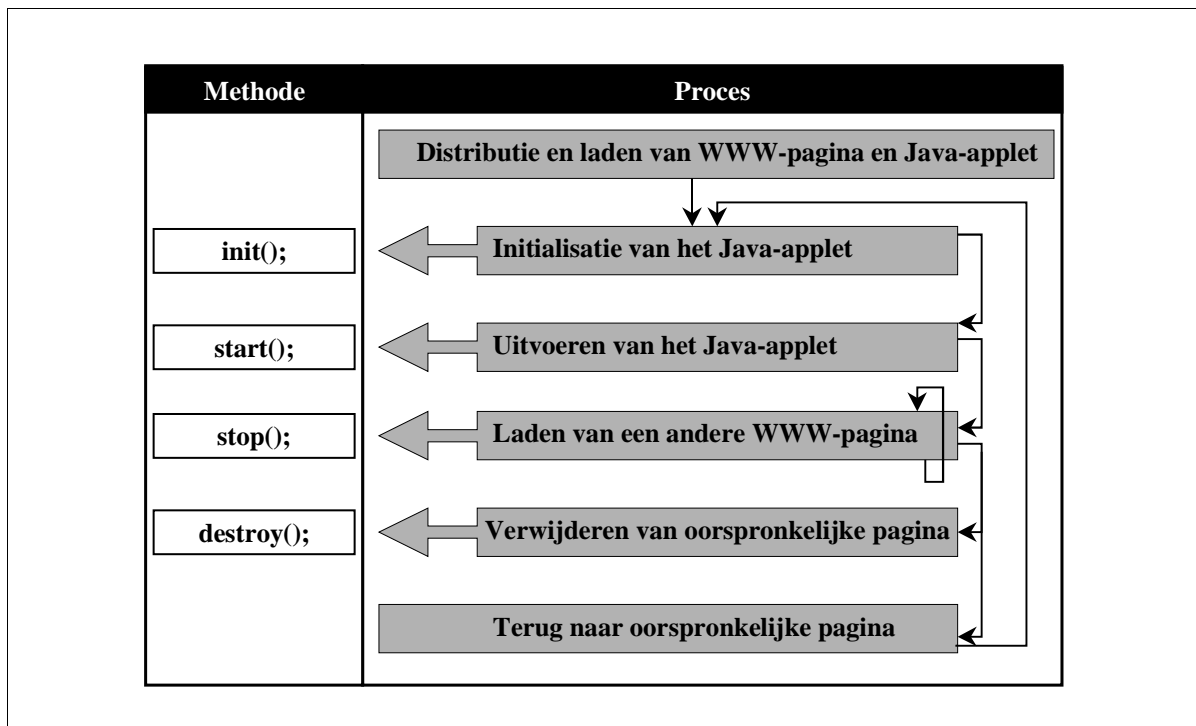 Methode Proces
Distributie en laden van WWW-pagina en Java-applet
init(); Initialisatie van het Java-applet
start(); Uitvoeren van het Java-applet
stop(); Laden van een andere WWW-pagina
destroy(); Verwijderen van oorspronkelijke pagina
Terug naar oorspronkelijke pagina